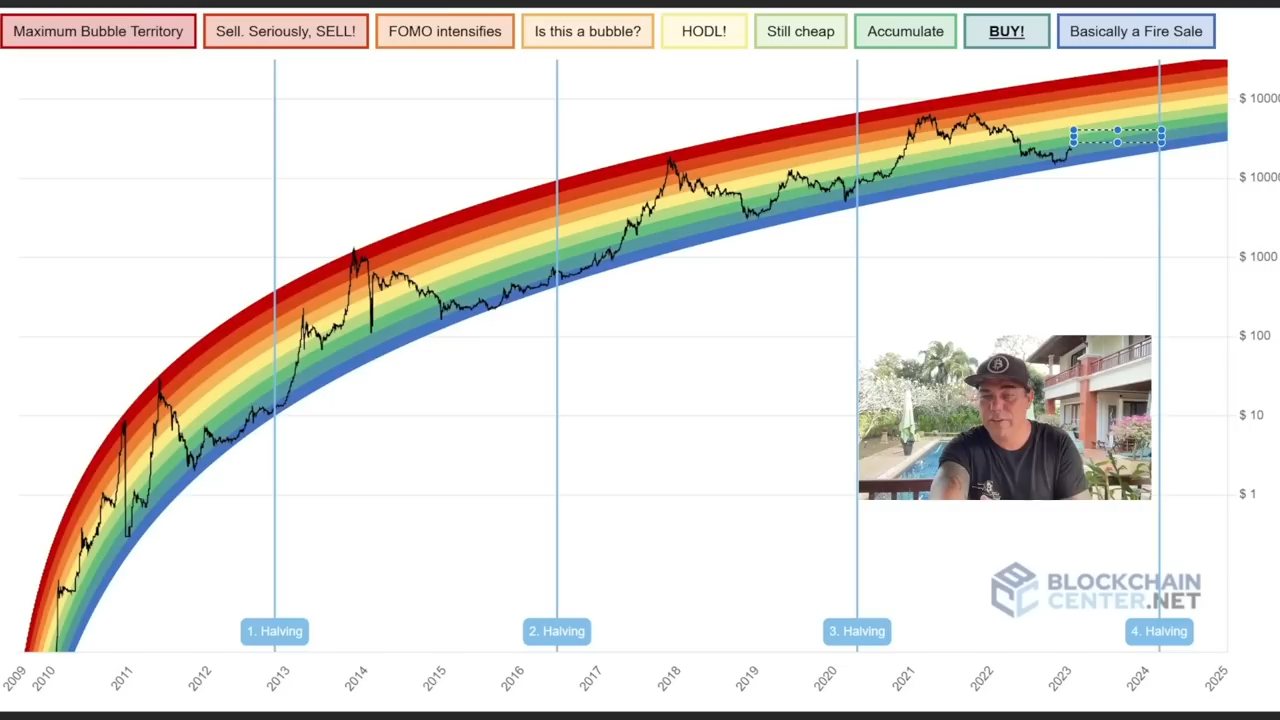 Maximum Bubble Territory
Sell. Seriously, SELL!
FOMO intensifies
Is this a bubble?
HODL!
Still cheap
Accumulate
BUY!
Basically a Fire Sale
$ 10000
$ 10000
$ 1000
$ 100
$ 10
$ 1
BLOCKCHAIN
CENTER.NET
1. Halving
2. Halving
3. Halving
4. Halving
2009
2010
2011
2012
2013
2014
2015
2016
2017
2018
2019
2020
2021
2022
2023
2024
2025